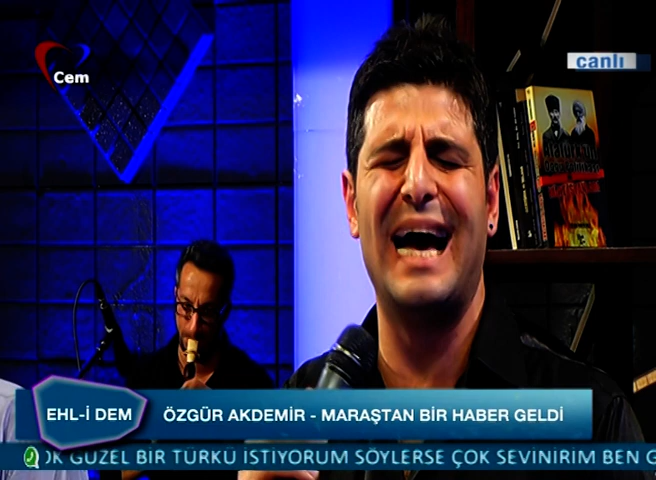 Cem
canlı
EHL-İ DEM
ÖZGÜR AKDEMİR - MARAŞTAN BİR HABER GELDİ
OK GÜZEL BİR TÜRKÜ İSTİYORUM SÖYLERSE ÇOK SEVİNİRİM BEN G